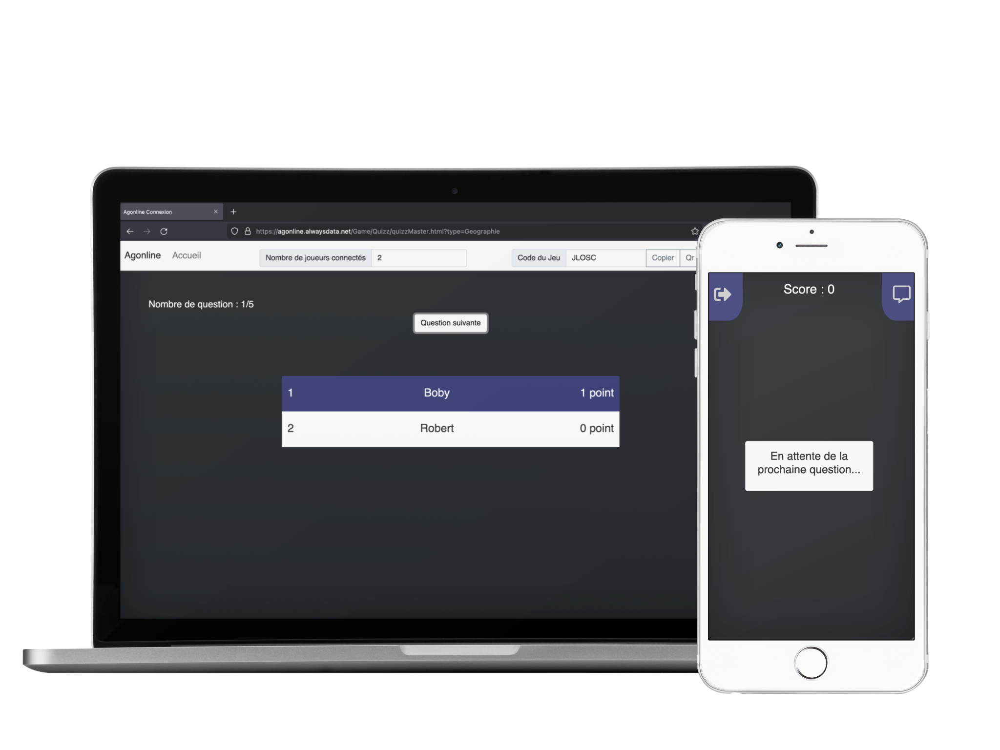 Agonline Connexion
https://agonline.alwaysdata.net/Game/Quizz/quizzMaster.html?type=Geographie
Agonline Accueil Nombre de joueurs connectés 2 Code du Jeu JLOSC Copier Qr
Nombre de question : 1/5
Question suivante
1 Boby 1 point
2 Robert 0 point
Score : 0
En attente de la
prochaine question...